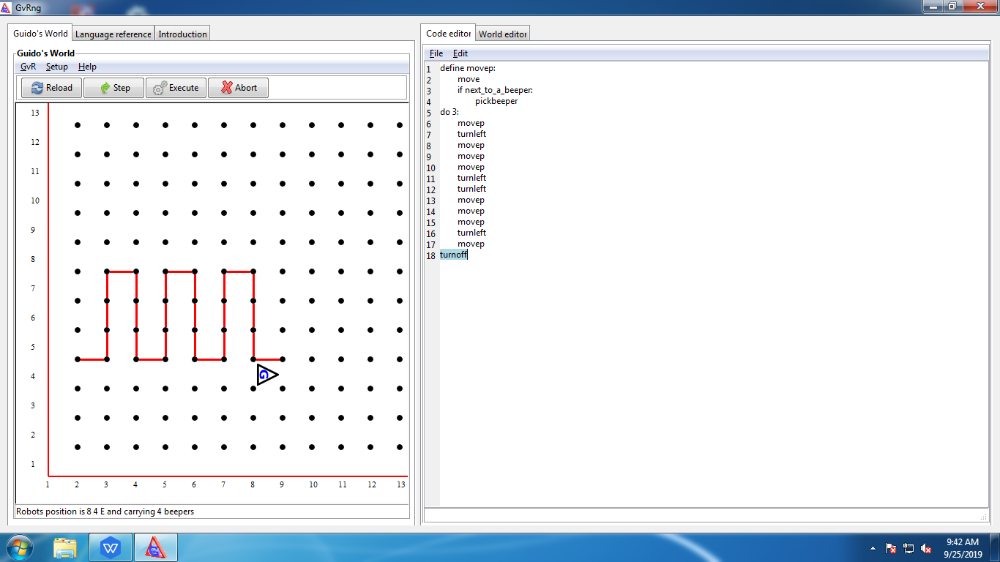 GvRng
Guido's World Language reference Introduction
Guido's World
GvR Setup Help
Reload Step Execute Abort
13
12
11
10
9
8
7
6
5
4
3
2
1
1 2 3 4 5 6 7 8 9 10 11 12 13
G
Robots position is 8 4 E and carrying 4 beepers
Code editor World editor
File Edit
1 define movep:
2 move
3 if next_to_a_beeper:
4 pickbeeper
5 do 3:
6 movep
7 turnleft
8 movep
9 movep
10 movep
11 turnleft
12 turnleft
13 movep
14 movep
15 movep
16 turnleft
17 movep
18 turnoff
W
G
9:42 AM
9/25/2019